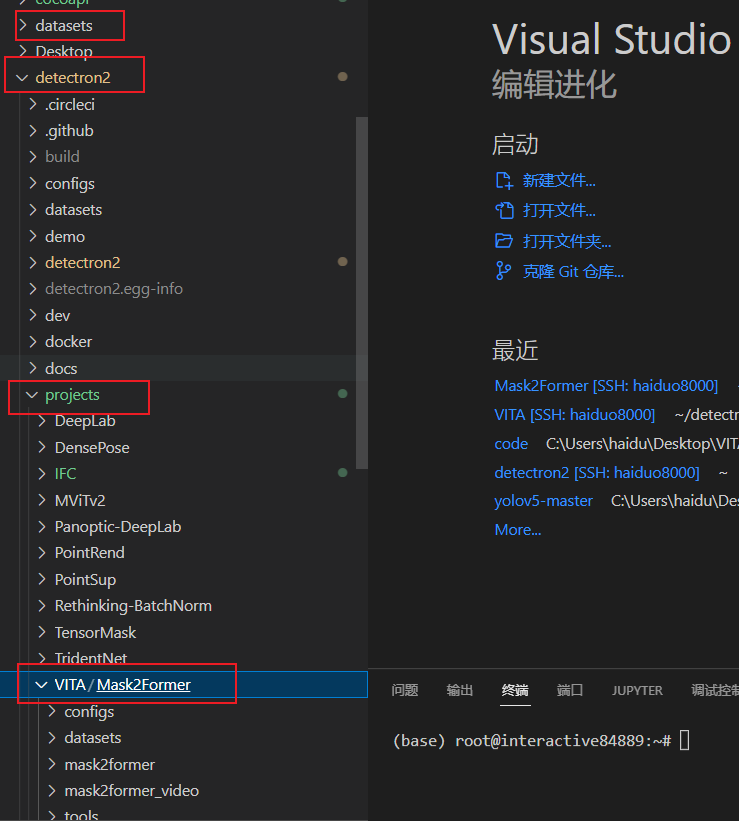 cocoapi
datasets
Desktop
detectron2
.circleci
.github
build
configs
datasets
demo
detectron2
detectron2.egg-info
dev
docker
docs
projects
DeepLab
DensePose
IFC
MViTv2
Panoptic-DeepLab
PointRend
PointSup
Rethinking-BatchNorm
TensorMask
TridentNet
VITA / Mask2Former
configs
datasets
mask2former
mask2former_video
tools
Visual Studio
编辑进化
启动
新建文件...
打开文件...
打开文件夹...
克隆 Git 仓库...
最近
Mask2Former [SSH: haiduo8000]
VITA [SSH: haiduo8000] ~/detectr
code C:\Users\haidu\Desktop\VITA
detectron2 [SSH: haiduo8000] ~
yolov5-master C:\Users\haidu\Des
More...
问题 输出 终端 端口 JUPYTER 调试控制
(base) root@interactive84889:~#